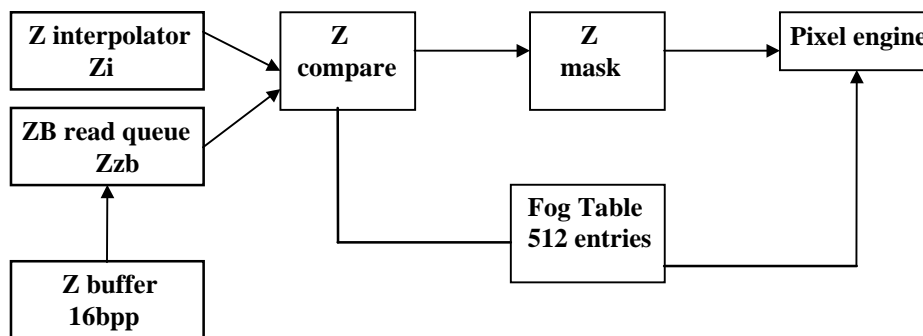 Z interpolator
Zi
Z
compare
Z
mask
Pixel engine
ZB read queue
Zzb
Fog Table
512 entries
Z buffer
16bpp